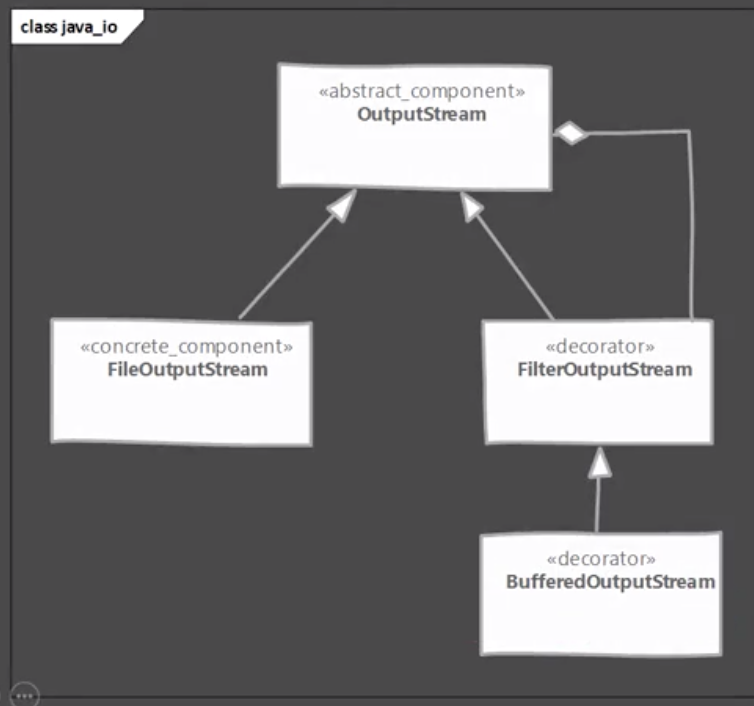 class java_io
«abstract_component»
OutputStream
«concrete_component»
FileOutputStream
«decorator»
FilterOutputStream
«decorator»
BufferedOutputStream